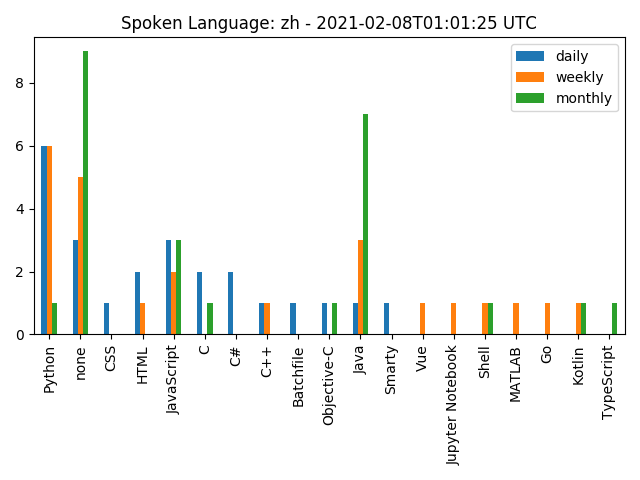 Spoken Language: zh - 2021-02-08T01:01:25 UTC
daily
weekly
monthly
8
6
4
2
0
Python
none
CSS
HTML
JavaScript
C
C#
C++
Batchfile
Objective-C
Java
Smarty
Vue
Jupyter Notebook
Shell
MATLAB
Go
Kotlin
TypeScript